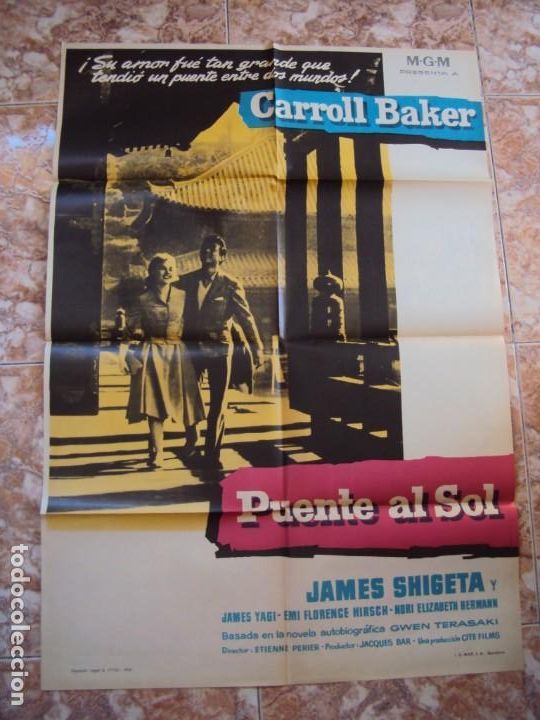 ¡Su amor fué tan grande que
tendió un puente entre dos mundos!
M·G·M
PRESENTA A
Carroll Baker
Puente al Sol
JAMES SHIGETA Y
JAMES YAGI - EMI FLORENCE HIRSCH - NORI ELIZABETH HERMANN
Basada en la novela autobiográfica GWEN TERASAKI
Director: ETIENNE PERIER - Productor: JACQUES BAR - Una producción CITE FILMS
todocoleccion